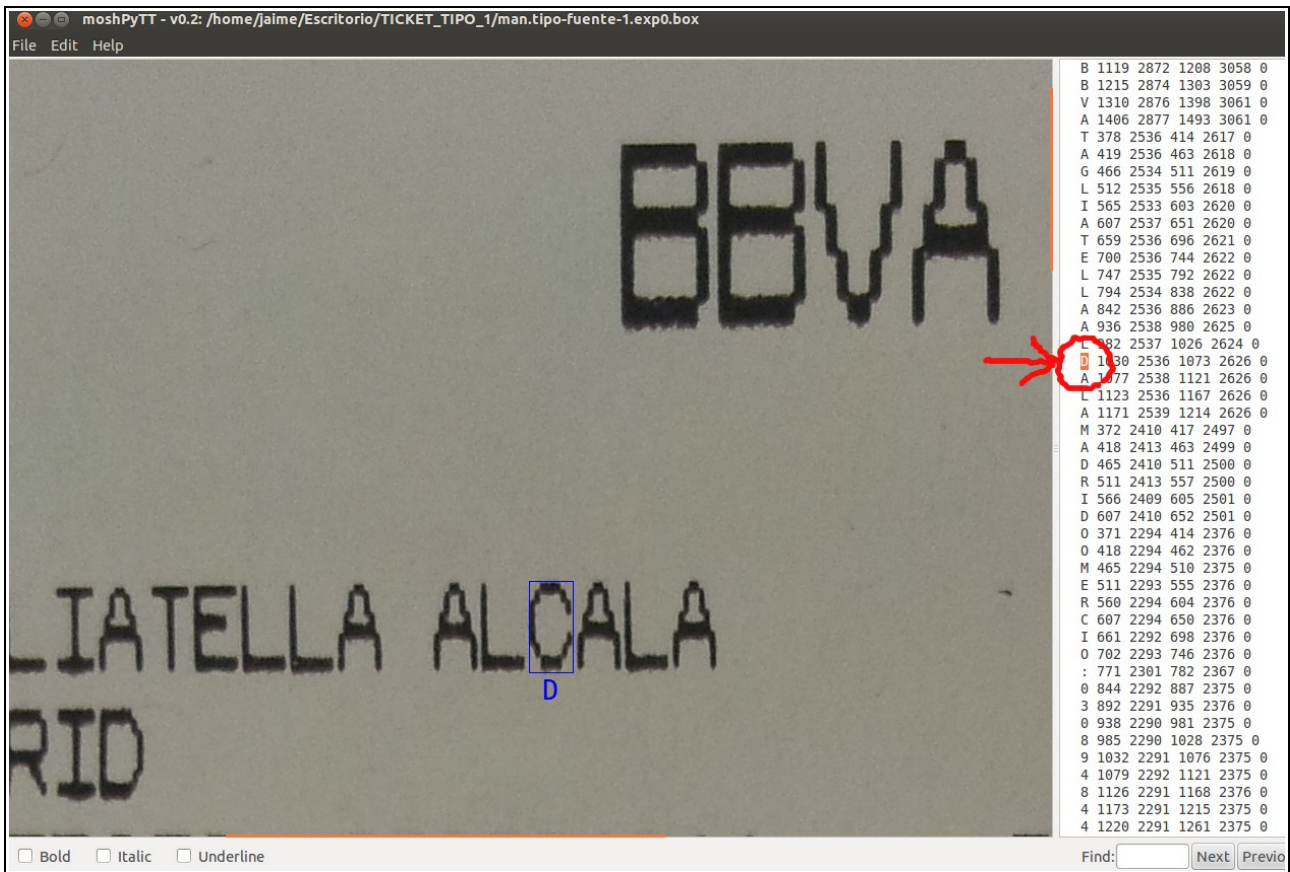 moshPyTT - v0.2: /home/jaime/Escritorio/TICKET_TIPO_1/man.tipo-fuente-1.exp0.box
File Edit Help
BBVA
LIATELLA ALCALA
D
RID
B 1119 2872 1208 3058 0
B 1215 2874 1303 3059 0
V 1310 2876 1398 3061 0
A 1406 2877 1493 3061 0
T 378 2536 414 2617 0
A 419 2536 463 2618 0
G 466 2534 511 2619 0
L 512 2535 556 2618 0
I 565 2533 603 2620 0
A 607 2537 651 2620 0
T 659 2536 696 2621 0
E 700 2536 744 2622 0
L 747 2535 792 2622 0
L 794 2534 838 2622 0
A 842 2536 886 2623 0
A 936 2538 980 2625 0
L 982 2537 1026 2624 0
D 1030 2536 1073 2626 0
A 1077 2538 1121 2626 0
L 1123 2536 1167 2626 0
A 1171 2539 1214 2626 0
M 372 2410 417 2497 0
A 418 2413 463 2499 0
D 465 2410 511 2500 0
R 511 2413 557 2500 0
I 566 2409 605 2501 0
D 607 2410 652 2501 0
O 371 2294 414 2376 0
O 418 2294 462 2376 0
M 465 2294 510 2375 0
E 511 2293 555 2376 0
R 560 2294 604 2376 0
C 607 2294 650 2376 0
I 661 2292 698 2376 0
O 702 2293 746 2376 0
: 771 2301 782 2367 0
0 844 2292 887 2375 0
3 892 2291 935 2376 0
0 938 2290 981 2375 0
8 985 2290 1028 2375 0
9 1032 2291 1076 2375 0
4 1079 2292 1121 2375 0
8 1126 2291 1168 2376 0
4 1173 2291 1215 2375 0
4 1220 2291 1261 2375 0
Bold Italic Underline Find: Next Previo